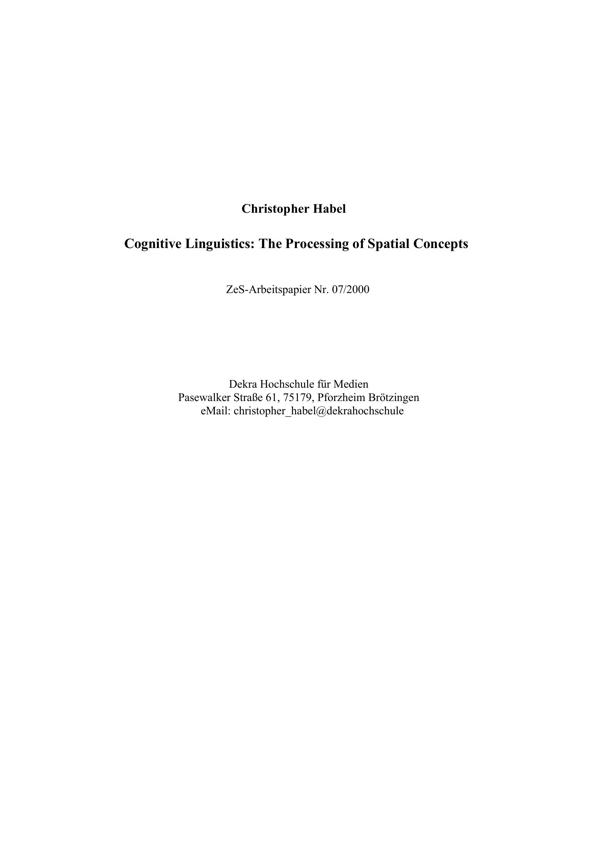 Christopher Habel
Cognitive Linguistics: The Processing of Spatial Concepts
ZeS-Arbeitspapier Nr. 07/2000
Dekra Hochschule für Medien
Pasewalker Straße 61, 75179, Pforzheim Brötzingen
eMail: christopher_habel@dekrahochschule